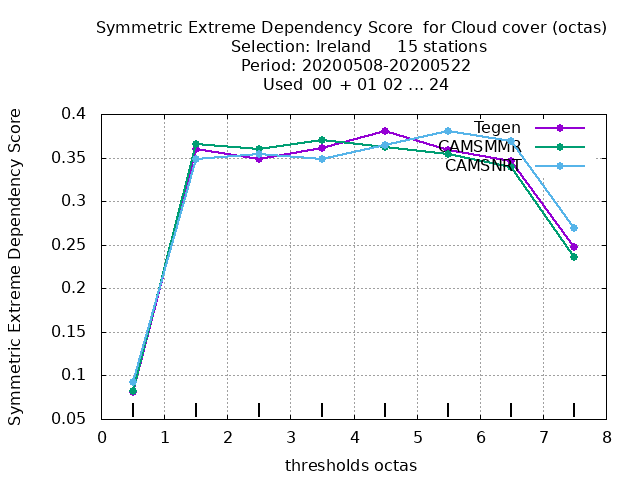 Symmetric Extreme Dependency Score for Cloud cover (octas)
Selection: Ireland 15 stations
Period: 20200508-20200522
Used 00 + 01 02 ... 24
Symmetric Extreme Dependency Score
0.4
0.35
0.3
0.25
0.2
0.15
0.1
0.05
Tegen
CAMSMMR
CAMSNRT
0 1 2 3 4 5 6 7 8
thresholds octas